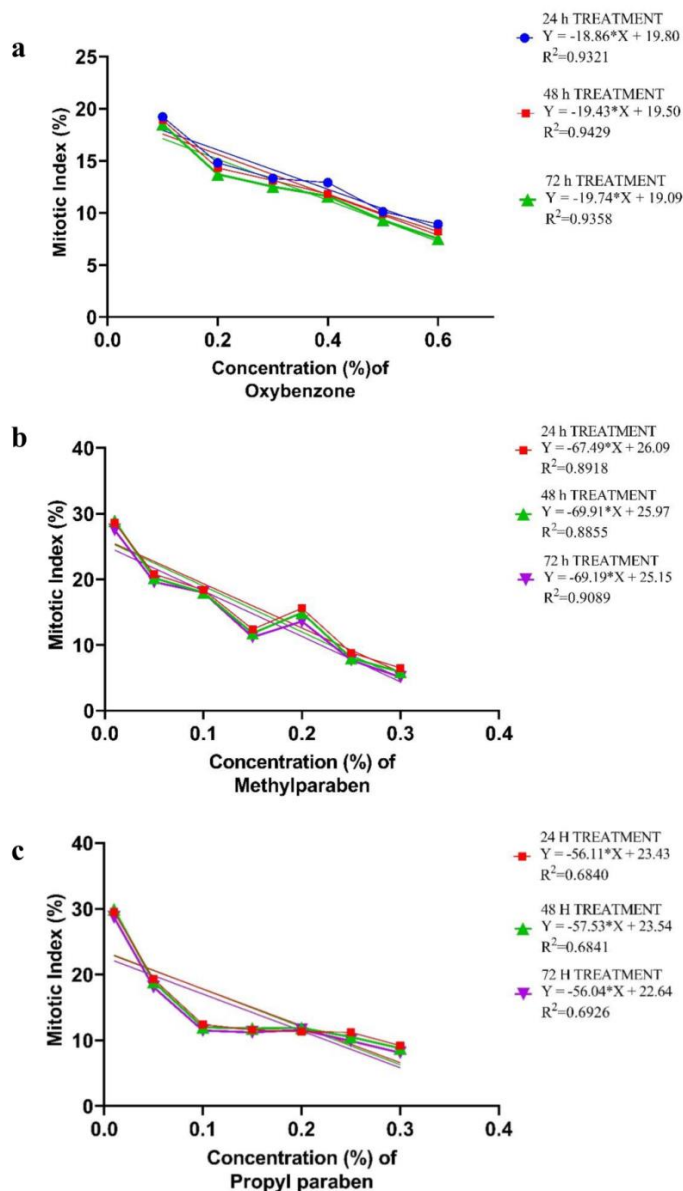 a
24 h TREATMENT
Y = -18.86*X + 19.80
R²=0.9321
48 h TREATMENT
Y = -19.43*X + 19.50
R²=0.9429
72 h TREATMENT
Y = -19.74*X + 19.09
R²=0.9358
Mitotic Index (%)
25
20
15
10
5
0
0.0 0.2 0.4 0.6
Concentration (%)of
Oxybenzone
b
24 h TREATMENT
Y = -67.49*X + 26.09
R²=0.8918
48 h TREATMENT
Y = -69.91*X + 25.97
R²=0.8855
72 h TREATMENT
Y = -69.19*X + 25.15
R²=0.9089
Mitotic Index (%)
40
30
20
10
0
0.0 0.1 0.2 0.3 0.4
Concentration (%) of
Methylparaben
c
24 H TREATMENT
Y = -56.11*X + 23.43
R²=0.6840
48 H TREATMENT
Y = -57.53*X + 23.54
R²=0.6841
72 H TREATMENT
Y = -56.04*X + 22.64
R²=0.6926
Mitotic Index (%)
40
30
20
10
0
0.0 0.1 0.2 0.3 0.4
Concentration (%) of
Propyl paraben